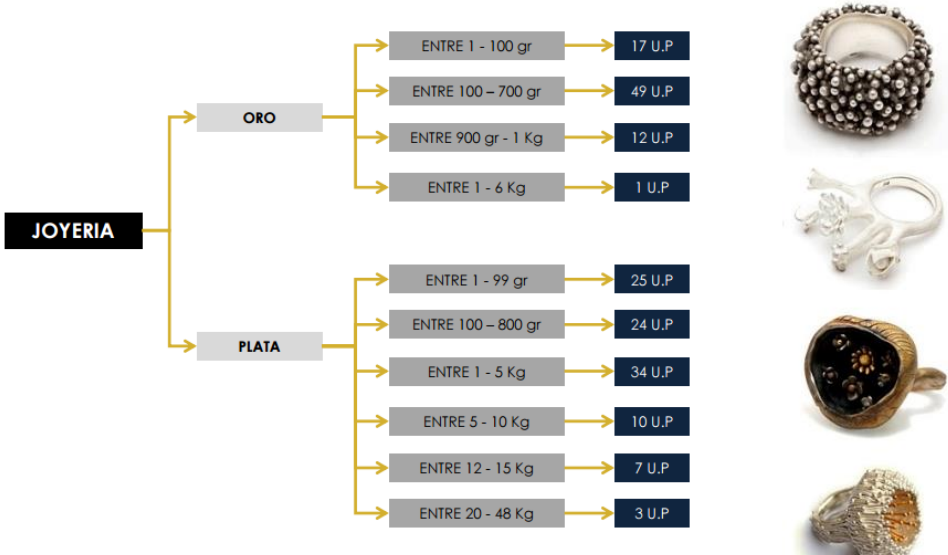 JOYERIA
ORO
ENTRE 1 - 100 gr
17 U.P
ENTRE 100 – 700 gr
49 U.P
ENTRE 900 gr - 1 Kg
12 U.P
ENTRE 1 - 6 Kg
1 U.P
PLATA
ENTRE 1 - 99 gr
25 U.P
ENTRE 100 – 800 gr
24 U.P
ENTRE 1 - 5 Kg
34 U.P
ENTRE 5 - 10 Kg
10 U.P
ENTRE 12 - 15 Kg
7 U.P
ENTRE 20 - 48 Kg
3 U.P